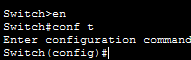 Switch>en
Switch#conf t
Enter configuration command
Switch(config)#